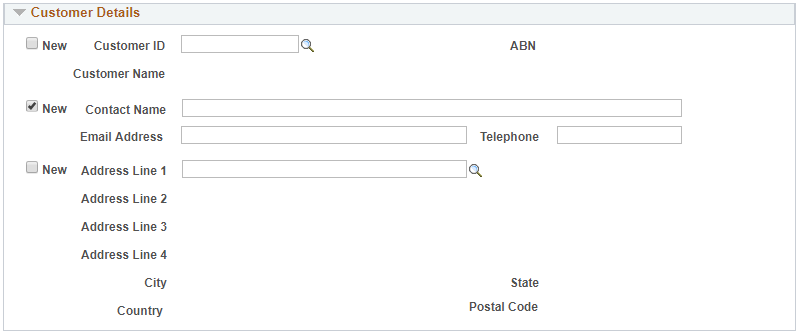 Customer Details
New Customer ID ABN
Customer Name
New Contact Name
Email Address Telephone
New Address Line 1
Address Line 2
Address Line 3
Address Line 4
City State
Country Postal Code